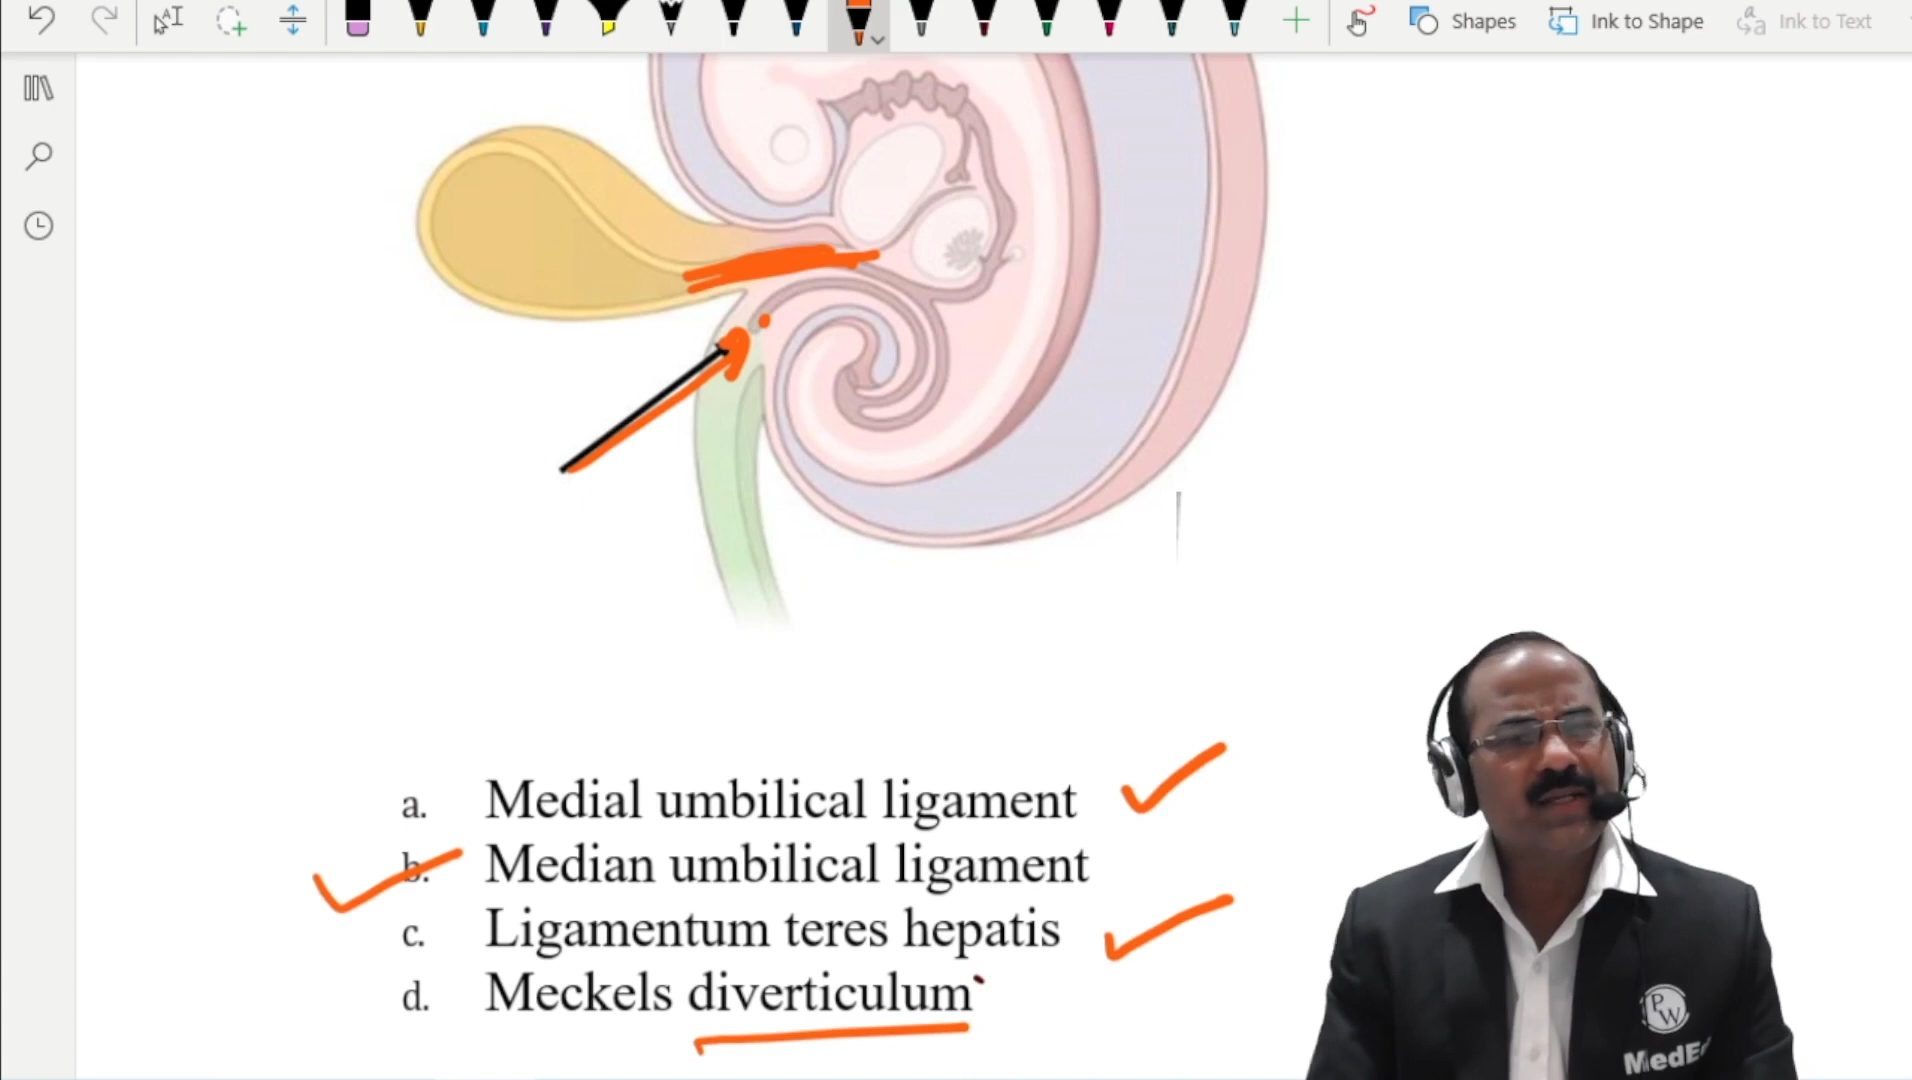 Shapes
Ink to Shape
Ink to Text
a. Medial umbilical ligament
b. Median umbilical ligament
c. Ligamentum teres hepatis
d. Meckels diverticulum
PW
MedEd